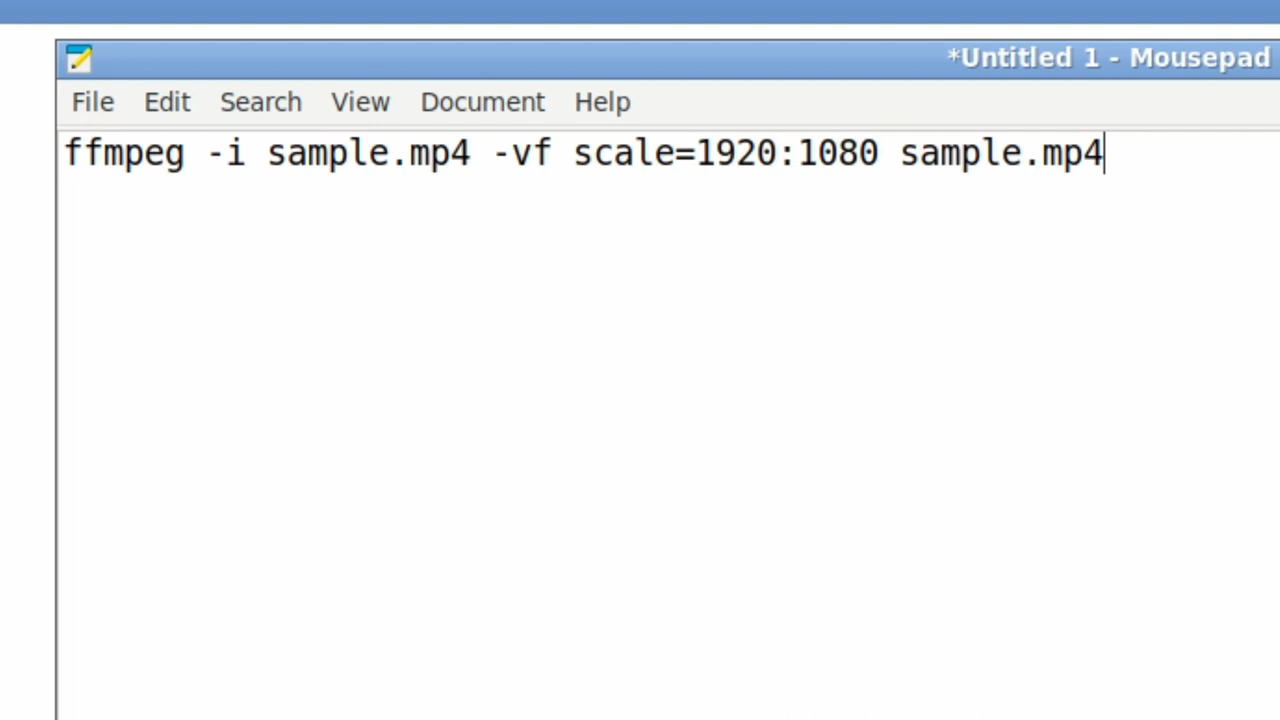 *Untitled 1 - Mousepad
File Edit Search View Document Help
ffmpeg -i sample.mp4 -vf scale=1920:1080 sample.mp4